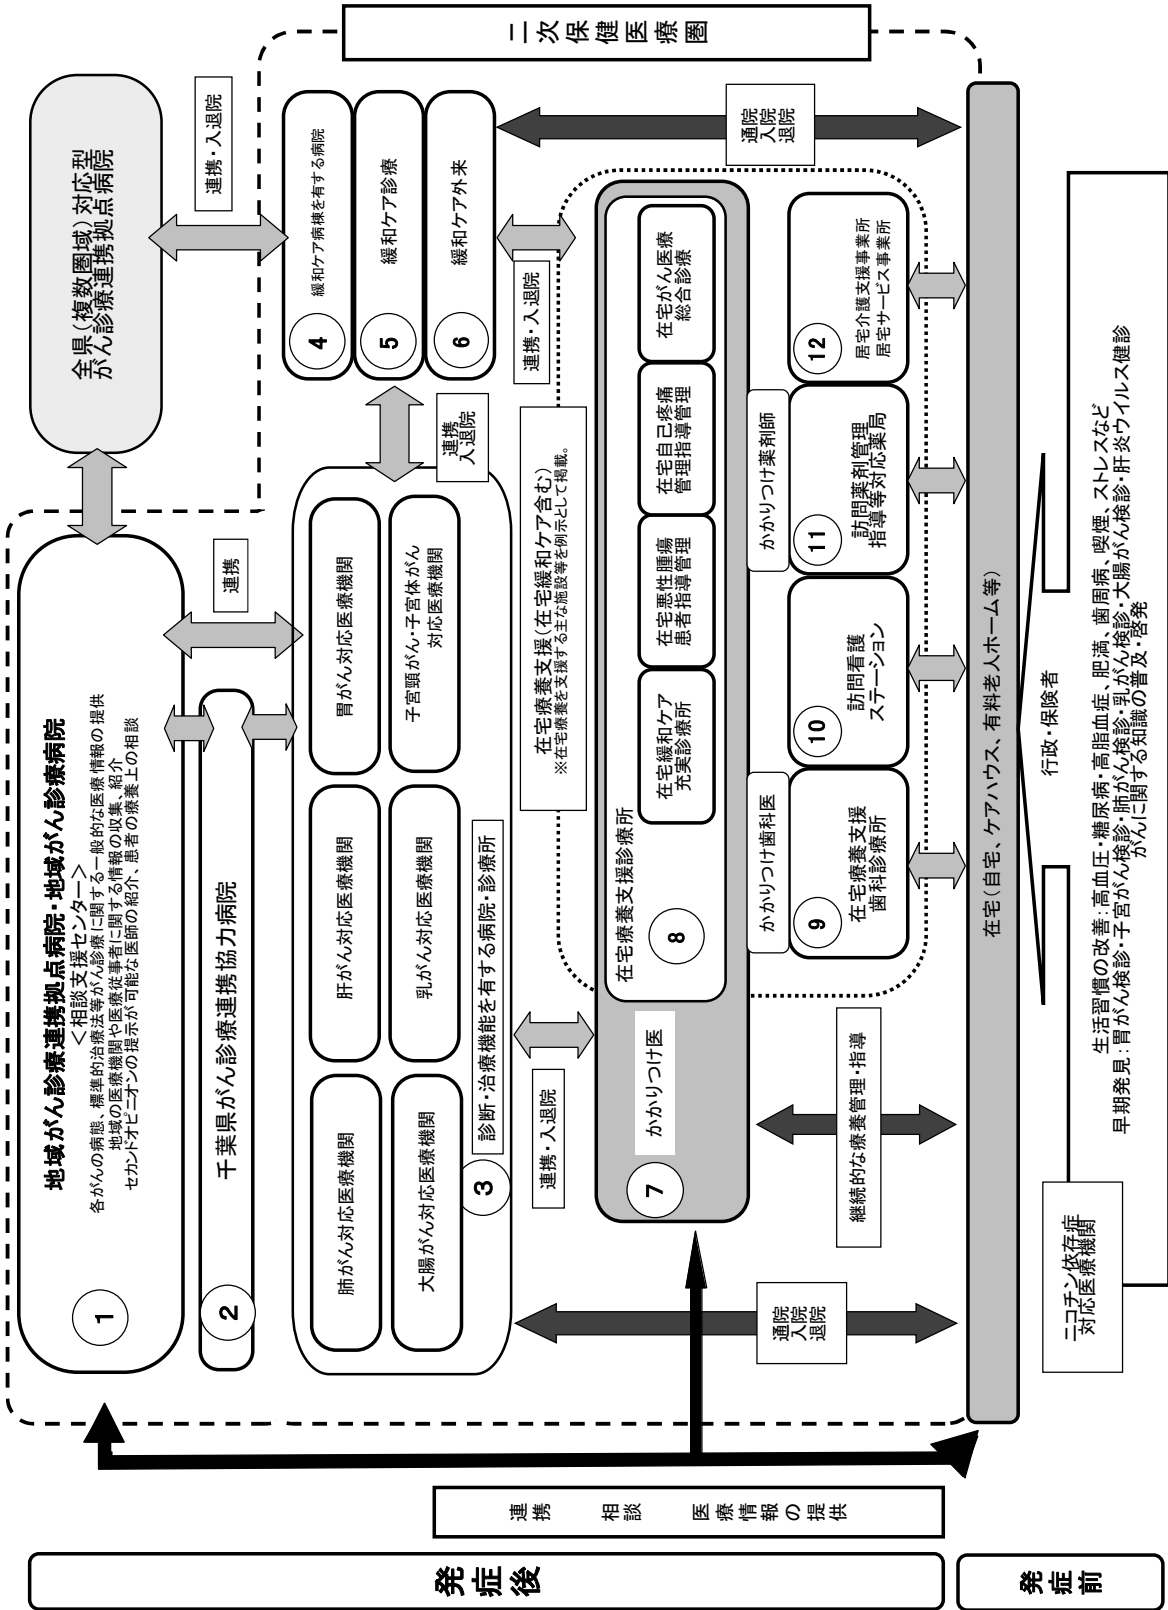 二次保健医療圏
全県（複数圏域）対応型
がん診療連携拠点病院
連携・入退院
地域がん診療連携拠点病院・地域がん診療病院
＜相談支援センター＞
各がんの病態、標準的治療法等がん診療に関する一般的な医療情報の提供
地域の医療機関や医療従事者に関する情報の収集、紹介
セカンドオピニオンの提示が可能な医師の紹介、患者の療養上の相談
1
連携
2
千葉県がん診療連携協力病院
肺がん対応医療機関
肝がん対応医療機関
胃がん対応医療機関
大腸がん対応医療機関
乳がん対応医療機関
子宮頸がん・子宮体がん
対応医療機関
3
診断・治療機能を有する病院・診療所
連携
入退院
4
緩和ケア病棟を有する病院
5
緩和ケア診療
6
緩和ケア外来
連携・入退院
連携・入退院
在宅療養支援（在宅緩和ケア含む）
※在宅療養を支援する主な施設等を例示として掲載。
通院
入院
退院
7
かかりつけ医
在宅療養支援診療所
8
在宅緩和ケア
充実診療所
在宅悪性腫瘍
患者指導管理
在宅自己疼痛
管理指導管理
在宅がん医療
総合診療
かかりつけ歯科医
かかりつけ薬剤師
9
在宅療養支援
歯科診療所
10
訪問看護
ステーション
11
訪問薬剤管理
指導等対応薬局
12
居宅介護支援事業所
居宅サービス事業所
通院
入院
退院
継続的な療養管理・指導
在宅（自宅、ケアハウス、有料老人ホーム等）
行政・保険者
生活習慣の改善：高血圧・糖尿病・高脂血症、肥満、歯周病、喫煙、ストレスなど
早期発見：胃がん検診・子宮がん検診・肺がん検診・乳がん検診・大腸がん検診・肝炎ウイルス健診
がんに関する知識の普及・啓発
ニコチン依存症
対応医療機関
連携　相談　医療情報の提供
発症後
発症前